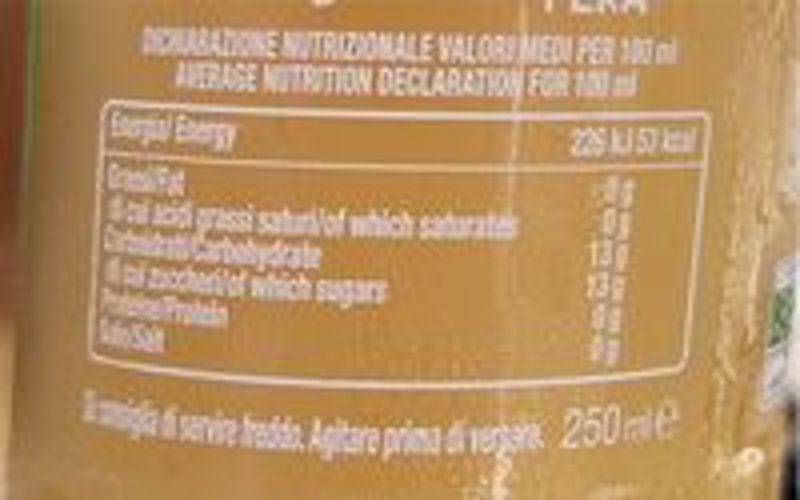 PERA
DICHIARAZIONE NUTRIZIONALE VALORI MEDI PER 100 ml
AVERAGE NUTRITION DECLARATION FOR 100 ml
Energia/ Energy 226 kJ 53 kcal
Grassi/Fat 0 g
di cui acidi grassi saturi/of which saturates 0 g
Carboidrati/Carbohydrate 13 g
di cui zuccheri/of which sugars 13 g
Proteine/Protein 0 g
Sale/Salt 0 g
Si consiglia di servire freddo. Agitare prima di versare. 250 ml e